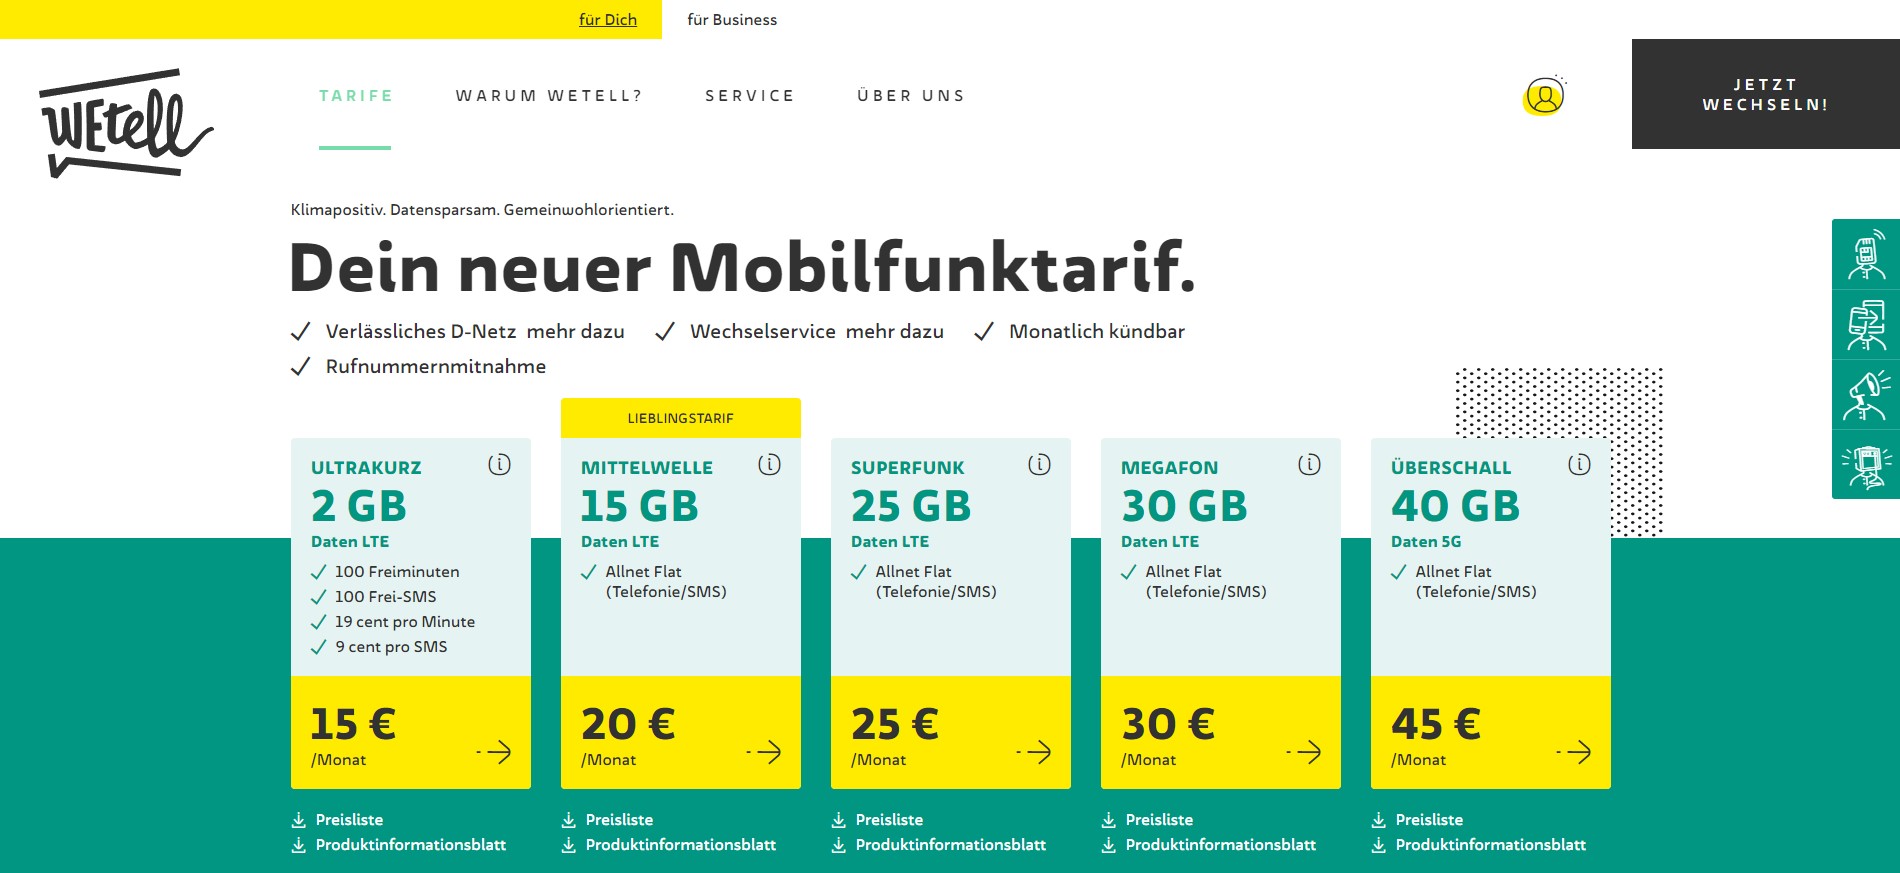 für Dich
für Business
WEtell
TARIFE
WARUM WETELL?
SERVICE
ÜBER UNS
JETZT
WECHSELN!
Klimapositiv. Datensparsam. Gemeinwohlorientiert.
Dein neuer Mobilfunktarif.
Verlässliches D-Netz mehr dazu
Wechselservice mehr dazu
Monatlich kündbar
Rufnummernmitnahme
ULTRAKURZ
2 GB
Daten LTE
100 Freiminuten
100 Frei-SMS
19 cent pro Minute
9 cent pro SMS
15 €
/Monat
Preisliste
Produktinformationsblatt
LIEBLINGSTARIF
MITTELWELLE
15 GB
Daten LTE
Allnet Flat
(Telefonie/SMS)
20 €
/Monat
Preisliste
Produktinformationsblatt
SUPERFUNK
25 GB
Daten LTE
Allnet Flat
(Telefonie/SMS)
25 €
/Monat
Preisliste
Produktinformationsblatt
MEGAFON
30 GB
Daten LTE
Allnet Flat
(Telefonie/SMS)
30 €
/Monat
Preisliste
Produktinformationsblatt
ÜBERSCHALL
40 GB
Daten 5G
Allnet Flat
(Telefonie/SMS)
45 €
/Monat
Preisliste
Produktinformationsblatt